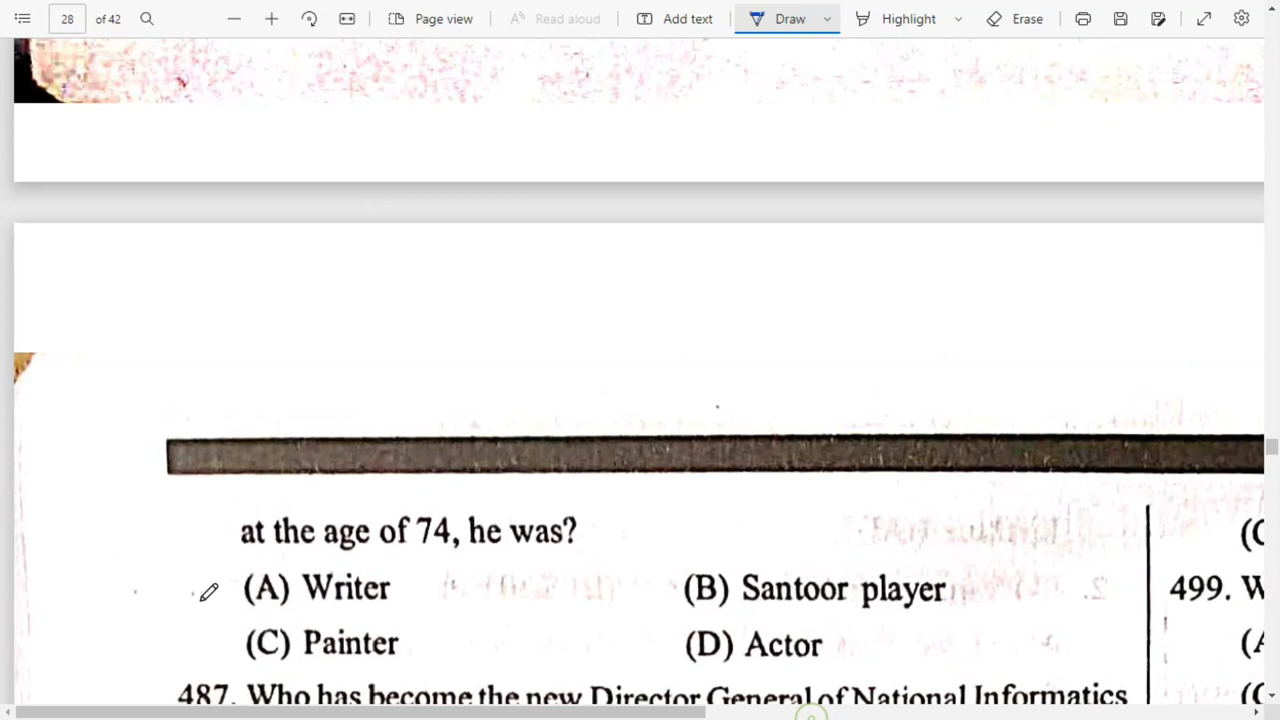 28 of 42 Page view Read aloud Add text Draw Highlight Erase
at the age of 74, he was?
(A) Writer (B) Santoor player
(C) Painter (D) Actor
499. W
487. Who has become the new Director General of National Informatics